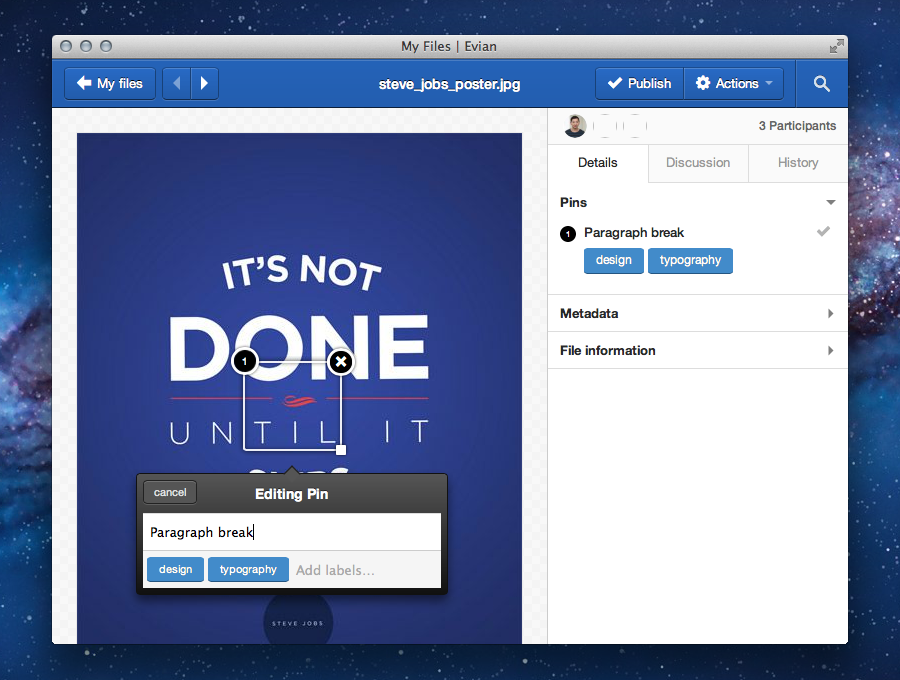 My Files | Evian
My files
steve_jobs_poster.jpg
Publish
Actions
3 Participants
Details
Discussion
History
Pins
1
Paragraph break
design
typography
Metadata
File information
IT'S NOT
DONE
1
UNTIL IT
cancel
Editing Pin
Paragraph break
design
typography
Add labels...
STEVE JOBS